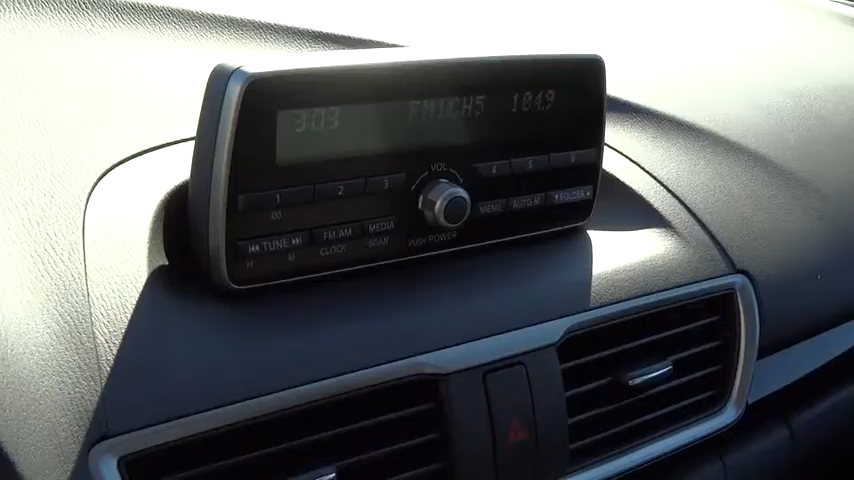 3:03 FM1CH5 104.9
VOL
1 2 3 4 5 6
:00
MENU AUTO-M ▼FOLDER▲
|◀◀ TUNE ▶▶| FM/AM MEDIA
CLOCK SCAN PUSH POWER
H M